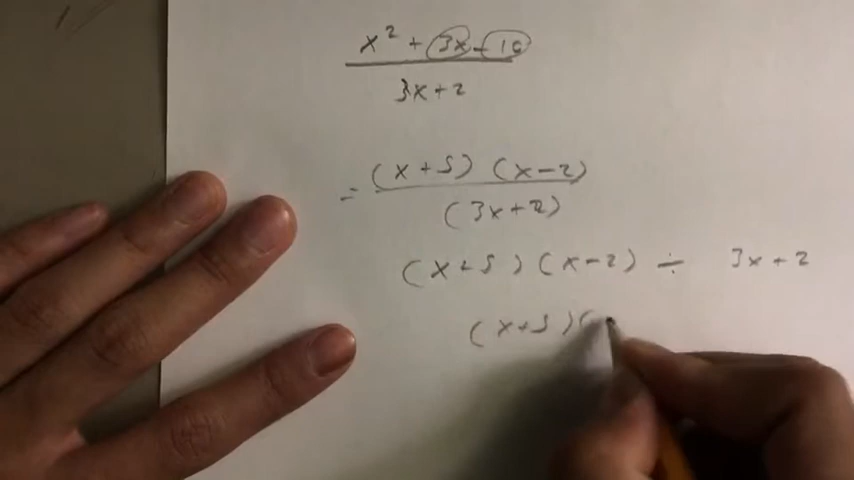 x² + 3x - 10
3x + 2
= (x + 5) (x - 2)
(3x + 2)
(x + 5) (x - 2) ÷ 3x + 2
(x + 5) (